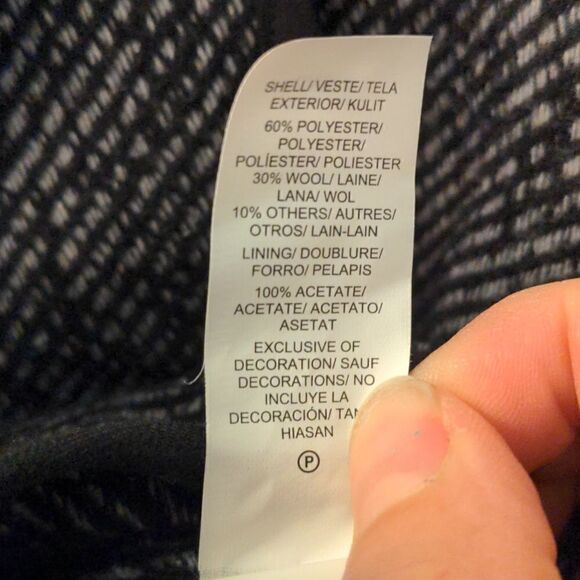 SHELL/ VESTE/ TELA
EXTERIOR/ KULIT
60% POLYESTER/
POLYESTER/
POLÍESTER/ POLIESTER
30% WOOL/ LAINE/
LANA/ WOL
10% OTHERS/ AUTRES/
OTROS/ LAIN-LAIN
LINING/ DOUBLURE/
FORRO/ PELAPIS
100% ACETATE/
ACETATE/ ACETATO/
ASETAT
EXCLUSIVE OF
DECORATION/ SAUF
DECORATIONS/ NO
INCLUYE LA
DECORACIÓN/
HIASAN
P